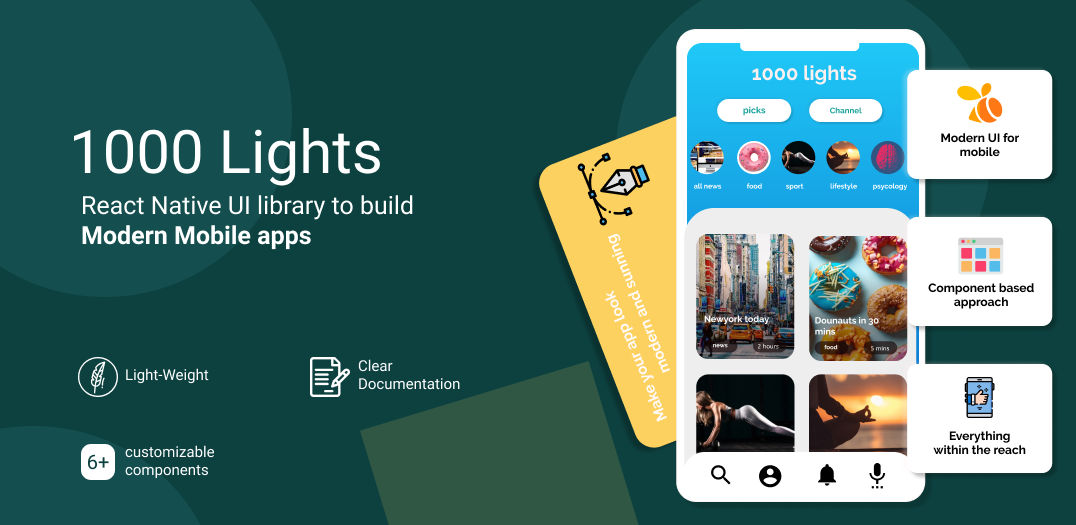 1000 Lights
React Native UI library to build
Modern Mobile apps
Light-Weight
Clear
Documentation
6+
customizable
components
Make your app look
modern and sunning
1000 lights
picks
Channel
all news
food
sport
lifestyle
psycology
Newyork today
news
2 hours
Dounauts in 30
mins
food
5 mins
Modern UI for
mobile
Component based
approach
Everything
within the reach